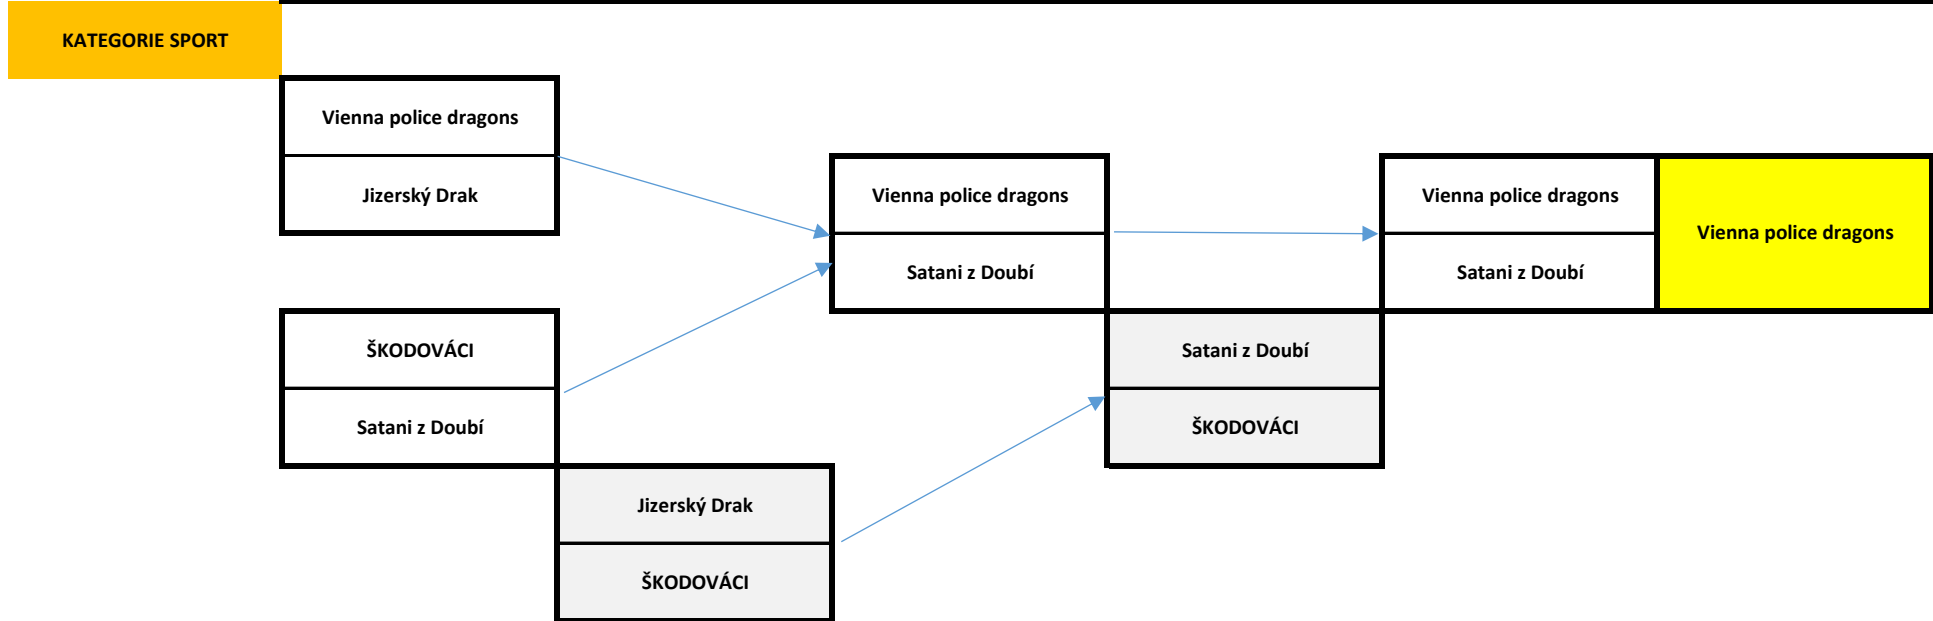 KATEGORIE SPORT
Vienna police dragons
Jizerský Drak
Vienna police dragons
Vienna police dragons
Vienna police dragons
Satani z Doubí
Satani z Doubí
ŠKODOVÁCI
Satani z Doubí
Satani z Doubí
ŠKODOVÁCI
Jizerský Drak
ŠKODOVÁCI